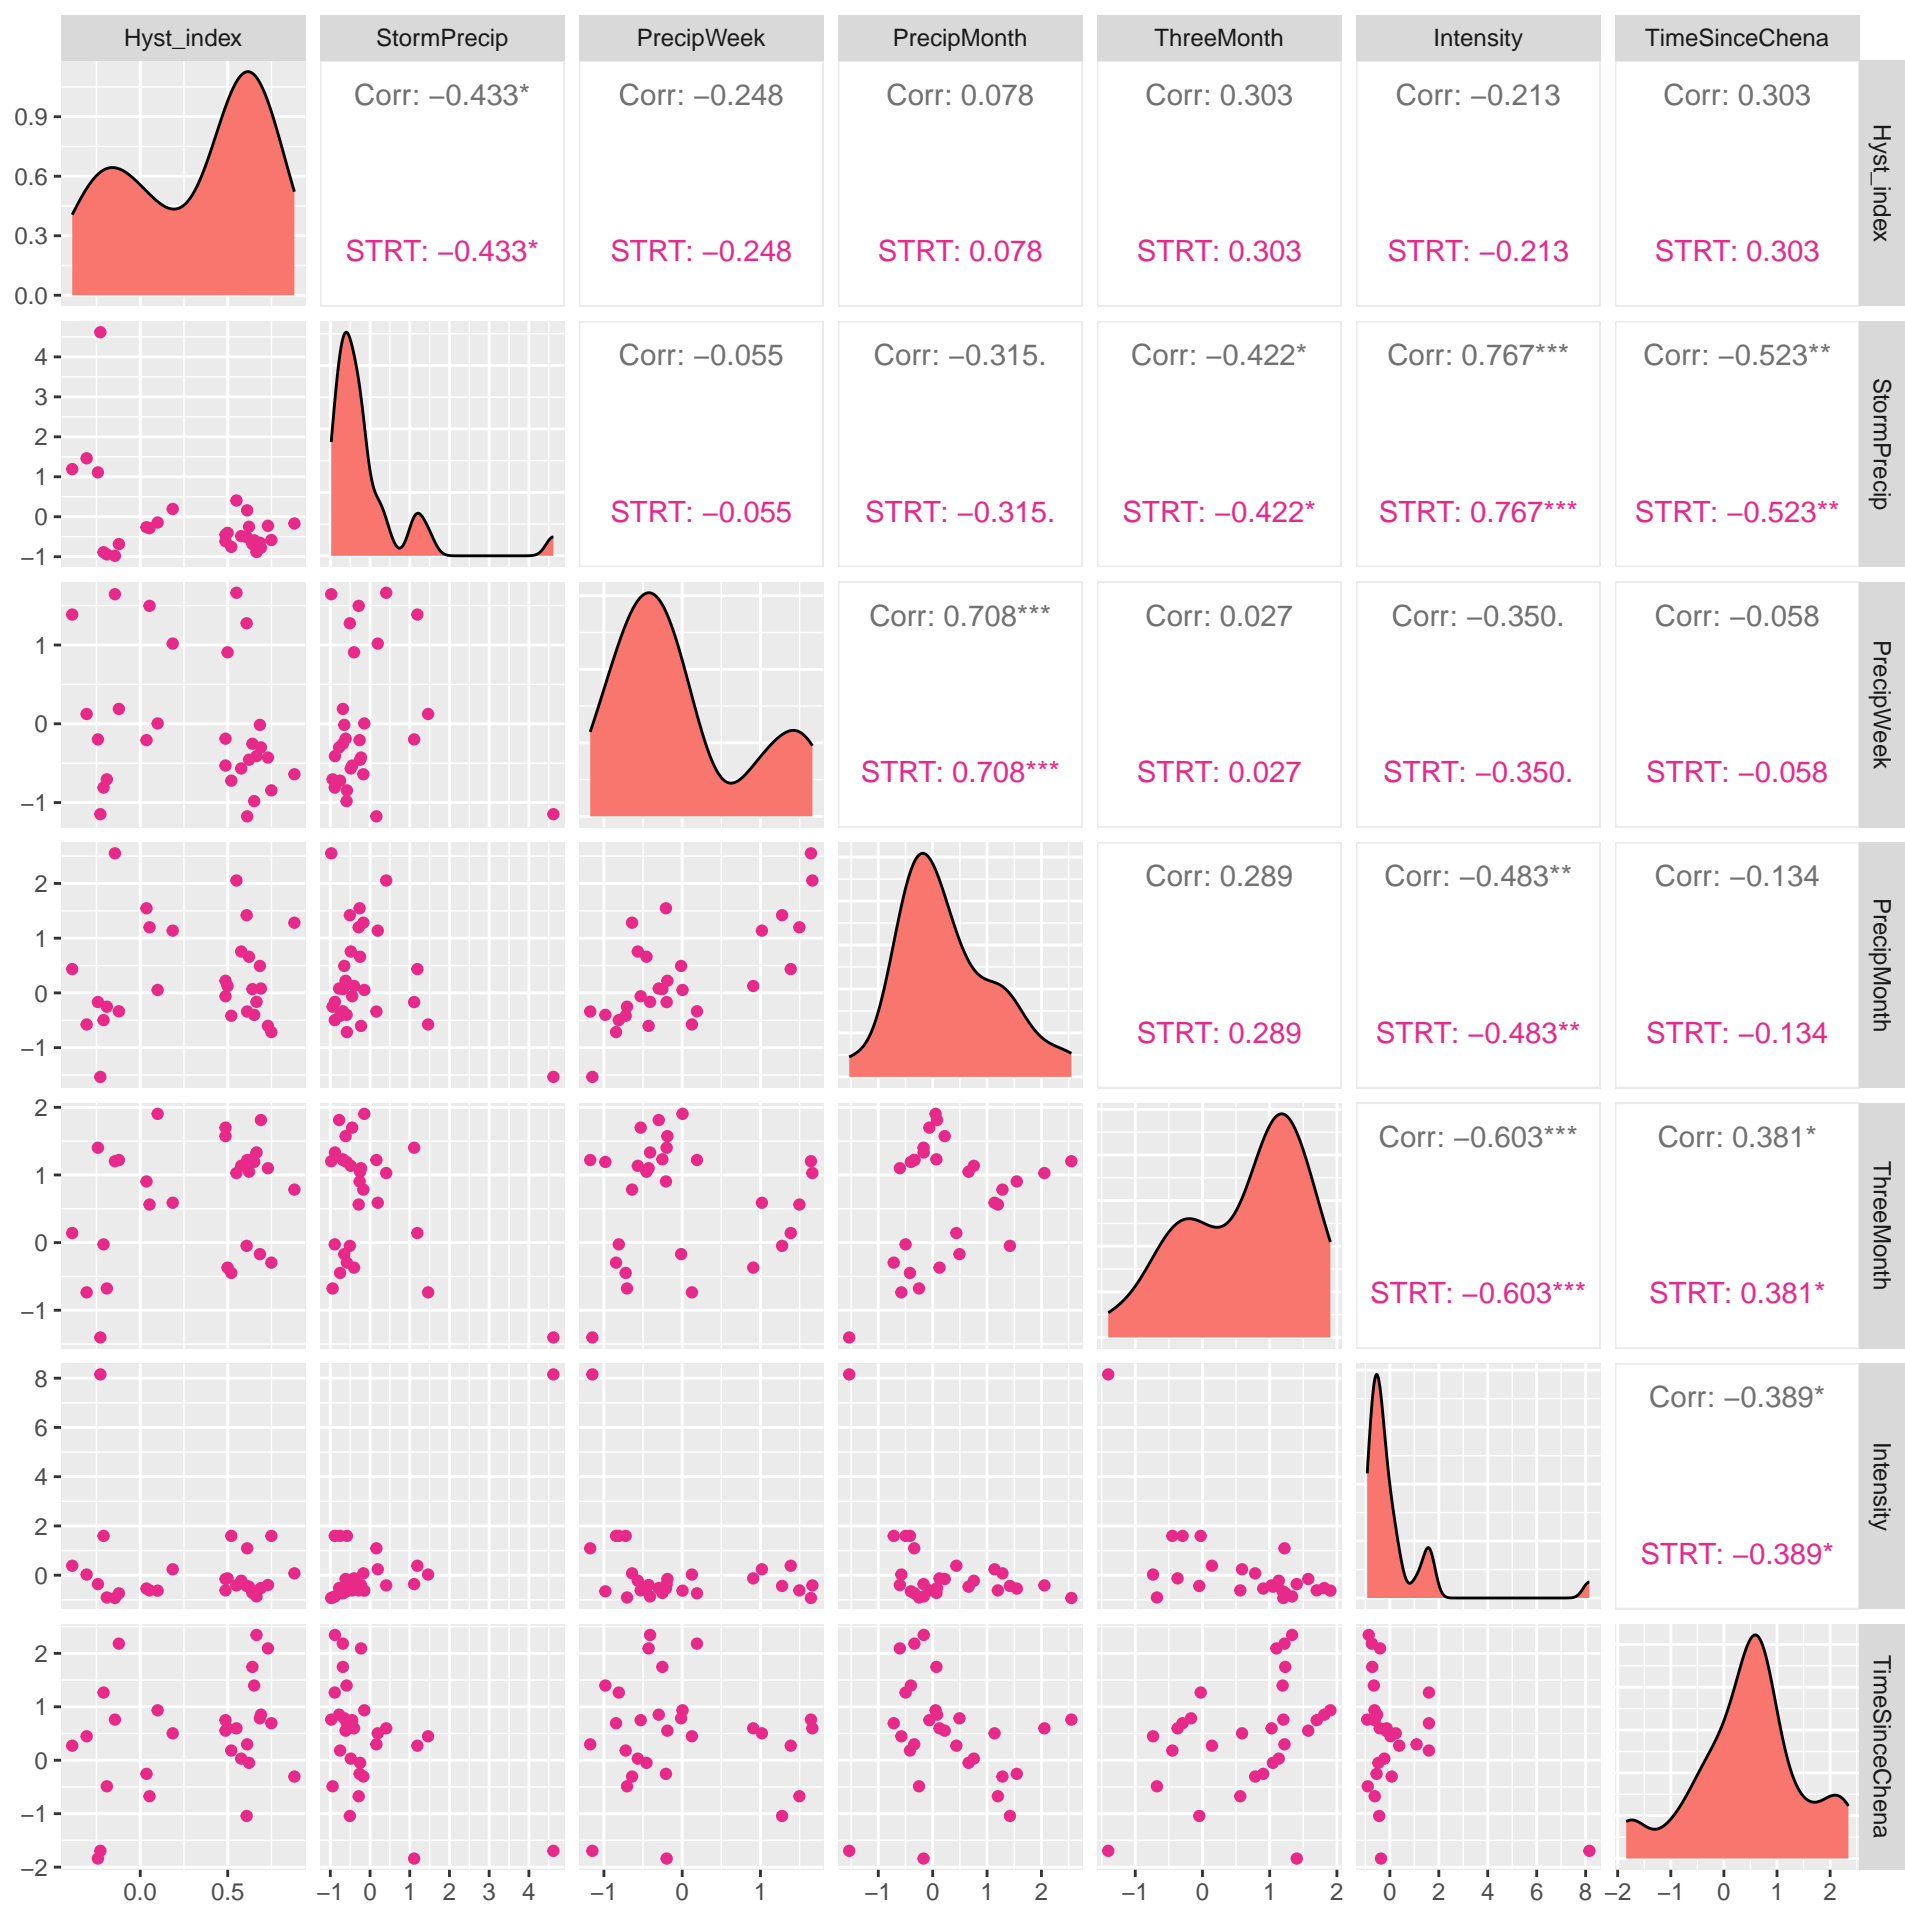 Hyst_index StormPrecip PrecipWeek PrecipMonth ThreeMonth Intensity TimeSinceChena
Corr: −0.433* Corr: −0.248 Corr: 0.078 Corr: 0.303 Corr: −0.213 Corr: 0.303
STRT: −0.433* STRT: −0.248 STRT: 0.078 STRT: 0.303 STRT: −0.213 STRT: 0.303
0.9
0.6
0.3
0.0
Hyst_index
Corr: −0.055 Corr: −0.315. Corr: −0.422* Corr: 0.767*** Corr: −0.523**
STRT: −0.055 STRT: −0.315. STRT: −0.422* STRT: 0.767*** STRT: −0.523**
4
3
2
1
0
−1
StormPrecip
Corr: 0.708*** Corr: 0.027 Corr: −0.350. Corr: −0.058
STRT: 0.708*** STRT: 0.027 STRT: −0.350. STRT: −0.058
1
0
−1
PrecipWeek
Corr: 0.289 Corr: −0.483** Corr: −0.134
STRT: 0.289 STRT: −0.483** STRT: −0.134
2
1
0
−1
PrecipMonth
Corr: −0.603*** Corr: 0.381*
STRT: −0.603*** STRT: 0.381*
2
1
0
−1
ThreeMonth
Corr: −0.389*
STRT: −0.389*
8
6
4
2
0
Intensity
2
1
0
−1
−2
TimeSinceChena
0.0 0.5 −1 0 1 2 3 4 −1 0 1 −1 0 1 2 −1 0 1 2 0 2 4 6 8 −2 −1 0 1 2